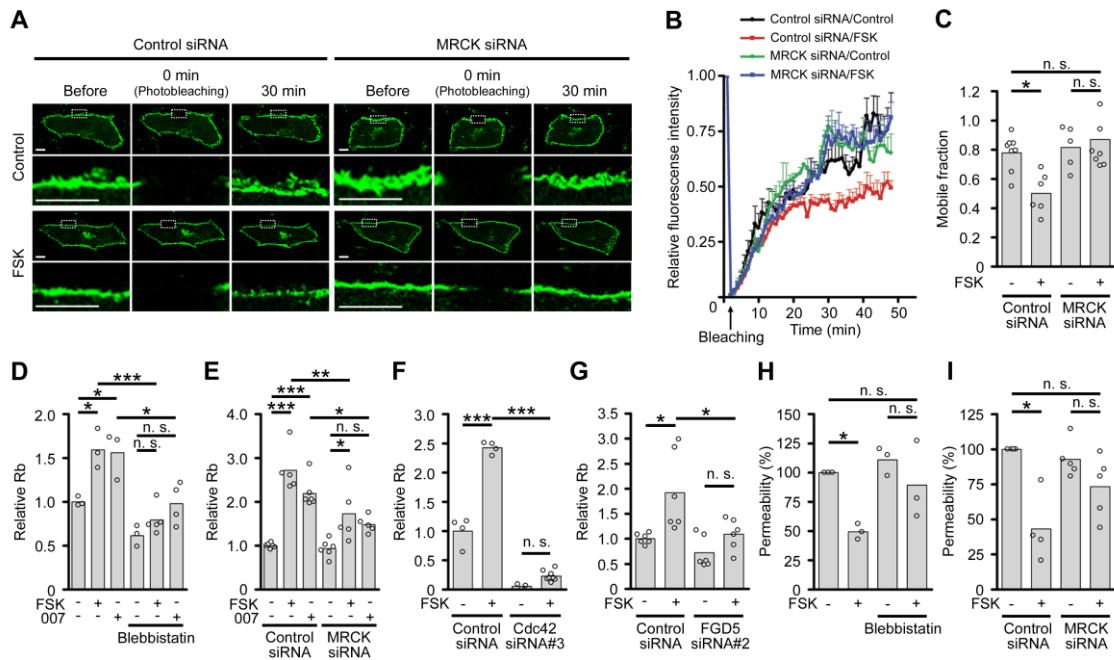 A
Control siRNA
MRCK siRNA
Before
0 min
(Photobleaching)
30 min
Before
0 min
(Photobleaching)
30 min
Control
FSK
B
Control siRNA/Control
Control siRNA/FSK
MRCK siRNA/Control
MRCK siRNA/FSK
Relative fluorescense intensity
1.00
0.75
0.50
0.25
0
10 20 30 40 50
Time (min)
Bleaching
C
n. s.
* n. s.
Mobile fraction
1.2
1.0
0.8
0.6
0.4
0.2
0
FSK - + - +
Control siRNA
MRCK siRNA
D
***
*
* *
n. s.
n. s.
Relative Rb
2.0
1.5
1.0
0.5
0
FSK - + - - + -
007 - - + - - +
Blebbistatin
E
**
***
*** *
n. s.
*
Relative Rb
4.0
3.0
2.0
1.0
0
FSK - + - - + -
007 - - + - - +
Control siRNA
MRCK siRNA
F
*** ***
n. s.
Relative Rb
3.0
2.5
2.0
1.5
1.0
0.5
0
FSK - + - +
Control siRNA
Cdc42 siRNA#3
G
* *
n. s.
Relative Rb
3.5
3.0
2.5
2.0
1.5
1.0
0.5
0
FSK - + - +
Control siRNA
FGD5 siRNA#2
H
n. s.
n. s.
*
Permeability (%)
150
125
100
75
50
25
0
FSK - + - +
Blebbistatin
I
n. s.
* n. s.
Permeability (%)
125
100
75
50
25
0
FSK - + - +
Control siRNA
MRCK siRNA